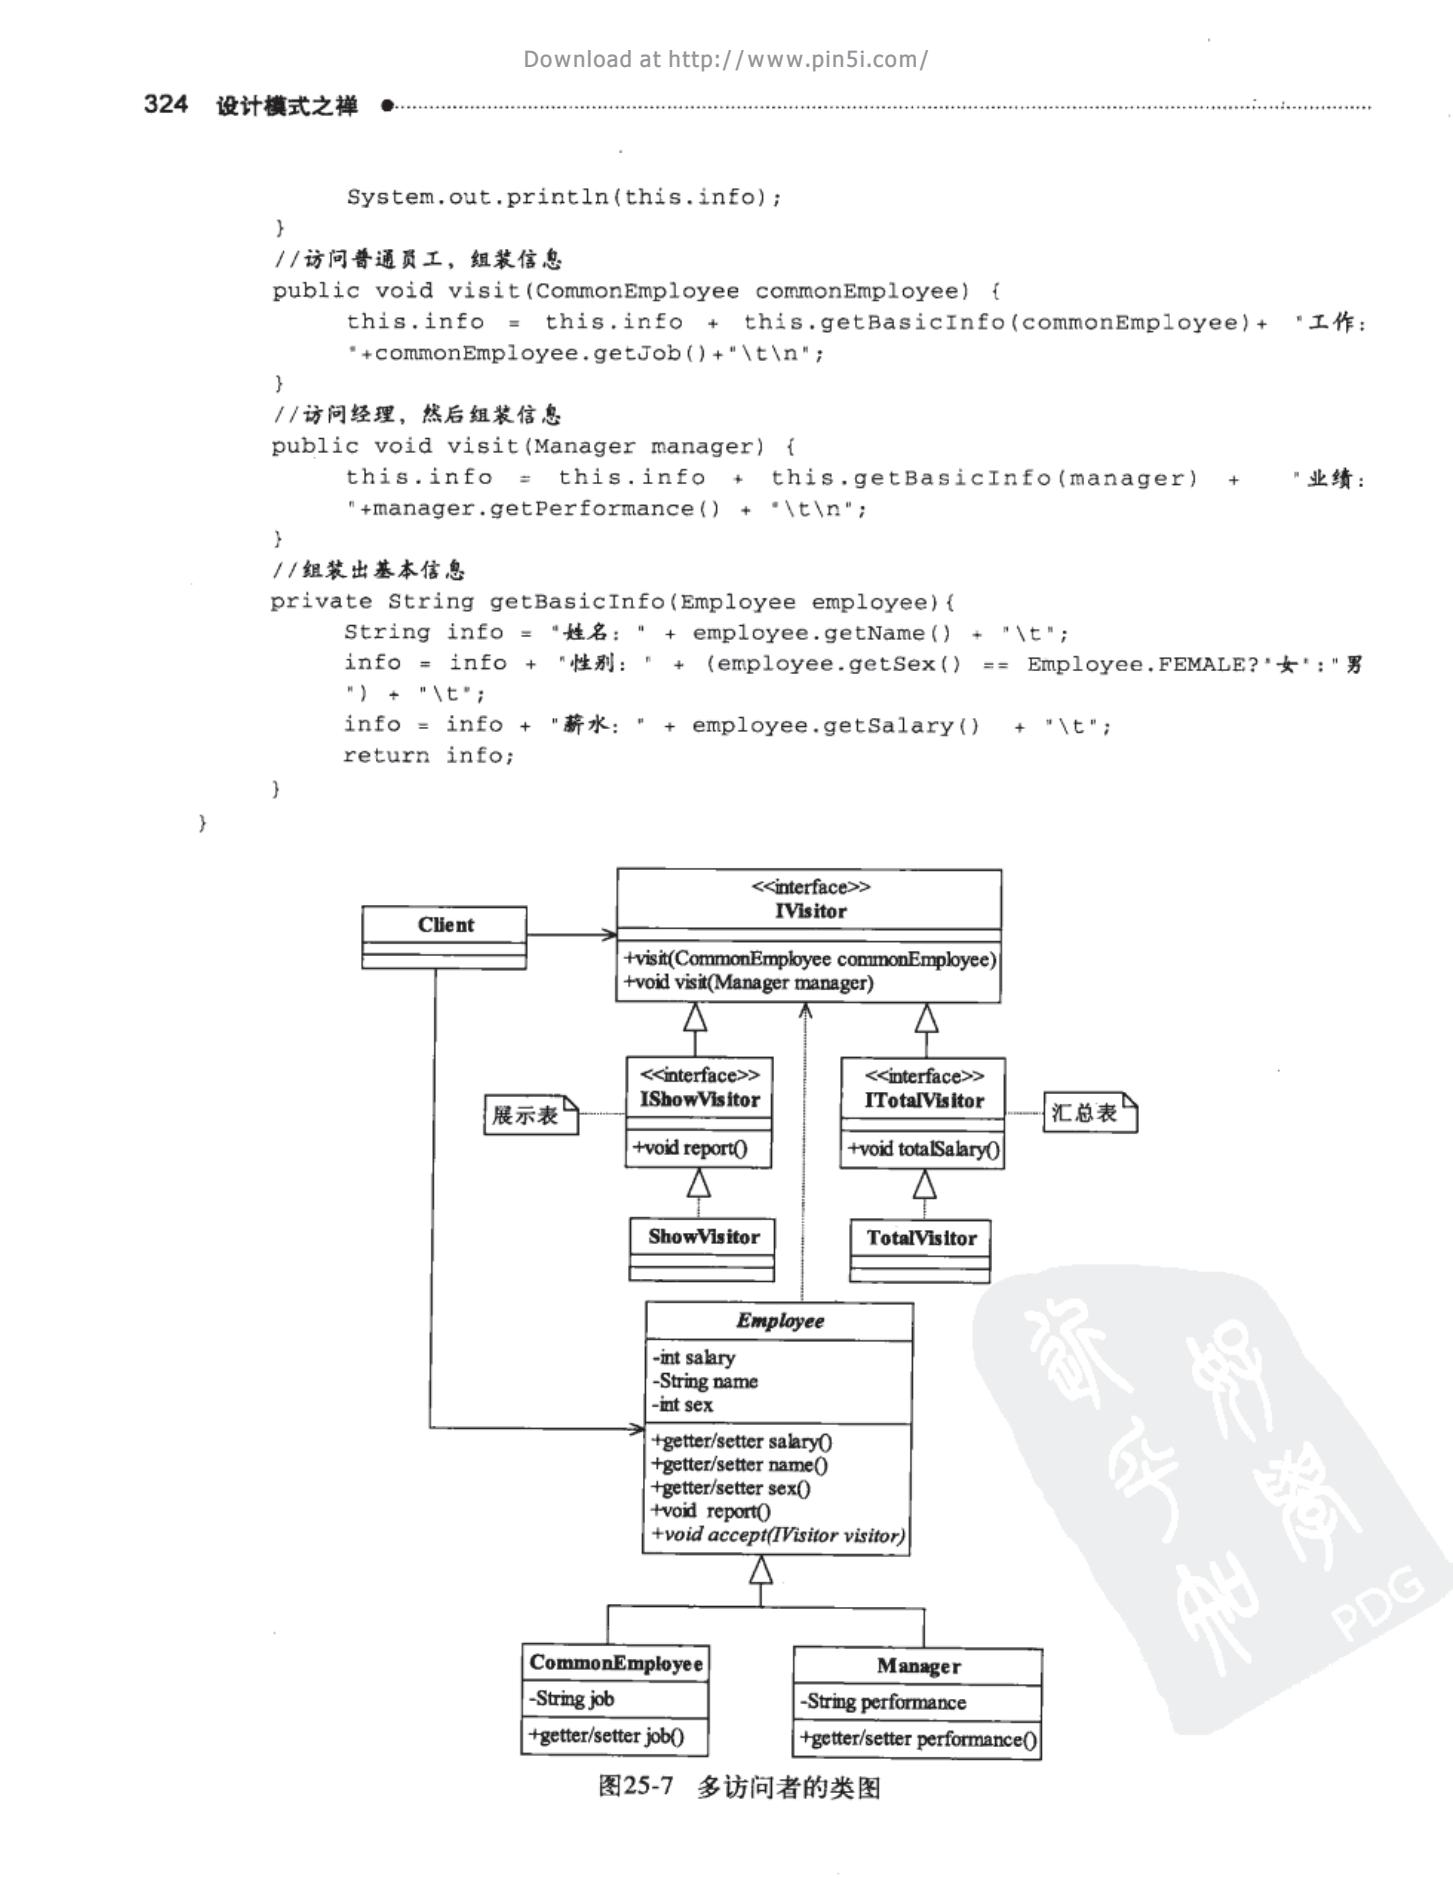 Download at http://www.pin5i.com/
324 设计模式之禅
System.out.println(this.info);
}
//访问普通员工，组装信息
public void visit(CommonEmployee commonEmployee) {
this.info = this.info + this.getBasicInfo(commonEmployee)+ "工作：
"+commonEmployee.getJob()+"\t\n";
}
//访问经理，然后组装信息
public void visit(Manager manager) {
this.info = this.info + this.getBasicInfo(manager) + "业绩：
"+manager.getPerformance() + "\t\n";
}
//组装出基本信息
private String getBasicInfo(Employee employee){
String info = "姓名：" + employee.getName() + "\t";
info = info + "性别：" + (employee.getSex() == Employee.FEMALE?"女":"男
") + "\t";
info = info + "薪水：" + employee.getSalary() + "\t";
return info;
}
}
<<interface>>
IVisitor
Client
+visit(CommonEmployee commonEmployee)
+void visit(Manager manager)
<<interface>>
IShowVisitor
+void report()
<<interface>>
ITotalVisitor
+void totalSalary()
展示表
汇总表
ShowVisitor
TotalVisitor
Employee
-int salary
-String name
-int sex
+getter/setter salary()
+getter/setter name()
+getter/setter sex()
+void report()
+void accept(IVisitor visitor)
CommonEmployee
-String job
+getter/setter job()
Manager
-String performance
+getter/setter performance()
PDG
图25-7 多访问者的类图